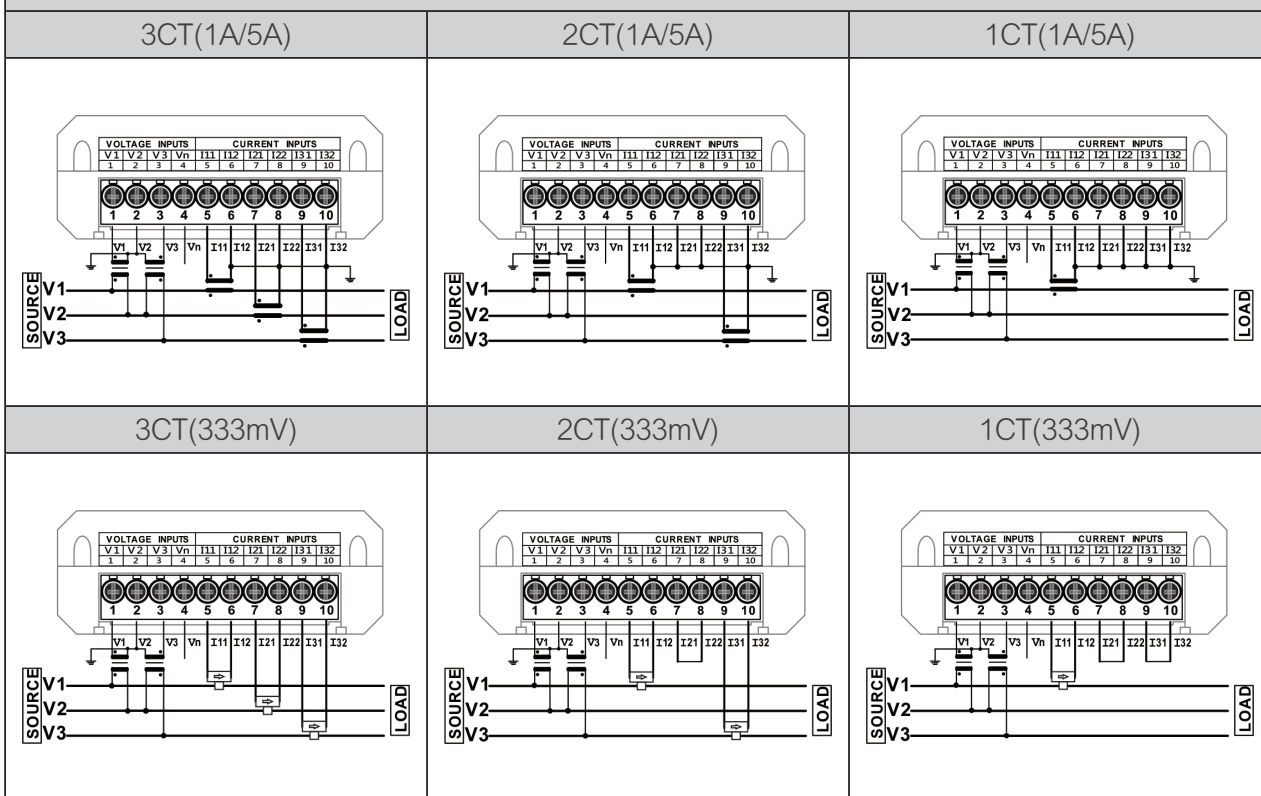 3CT(1A/5A) 2CT(1A/5A) 1CT(1A/5A)
VOLTAGE INPUTS CURRENT INPUTS VOLTAGE INPUTS CURRENT INPUTS VOLTAGE INPUTS CURRENT INPUTS
V1 V2 V3 Vn I11 I12 I21 I22 I31 I32 V1 V2 V3 Vn I11 I12 I21 I22 I31 I32 V1 V2 V3 Vn I11 I12 I21 I22 I31 I32
1 2 3 4 5 6 7 8 9 10 1 2 3 4 5 6 7 8 9 10 1 2 3 4 5 6 7 8 9 10
1 2 3 4 5 6 7 8 9 10 1 2 3 4 5 6 7 8 9 10 1 2 3 4 5 6 7 8 9 10
V1 V2 V3 Vn I11 I12 I21 I22 I31 I32 V1 V2 V3 Vn I11 I12 I21 I22 I31 I32 V1 V2 V3 Vn I11 I12 I21 I22 I31 I32
SOURCE V1 LOAD SOURCE V1 LOAD SOURCE V1 LOAD
V2 V2 V2
V3 V3 V3
3CT(333mV) 2CT(333mV) 1CT(333mV)
VOLTAGE INPUTS CURRENT INPUTS VOLTAGE INPUTS CURRENT INPUTS VOLTAGE INPUTS CURRENT INPUTS
V1 V2 V3 Vn I11 I12 I21 I22 I31 I32 V1 V2 V3 Vn I11 I12 I21 I22 I31 I32 V1 V2 V3 Vn I11 I12 I21 I22 I31 I32
1 2 3 4 5 6 7 8 9 10 1 2 3 4 5 6 7 8 9 10 1 2 3 4 5 6 7 8 9 10
1 2 3 4 5 6 7 8 9 10 1 2 3 4 5 6 7 8 9 10 1 2 3 4 5 6 7 8 9 10
V1 V2 V3 Vn I11 I12 I21 I22 I31 I32 V1 V2 V3 Vn I11 I12 I21 I22 I31 I32 V1 V2 V3 Vn I11 I12 I21 I22 I31 I32
SOURCE V1 LOAD SOURCE V1 LOAD SOURCE V1 LOAD
V2 V2 V2
V3 V3 V3